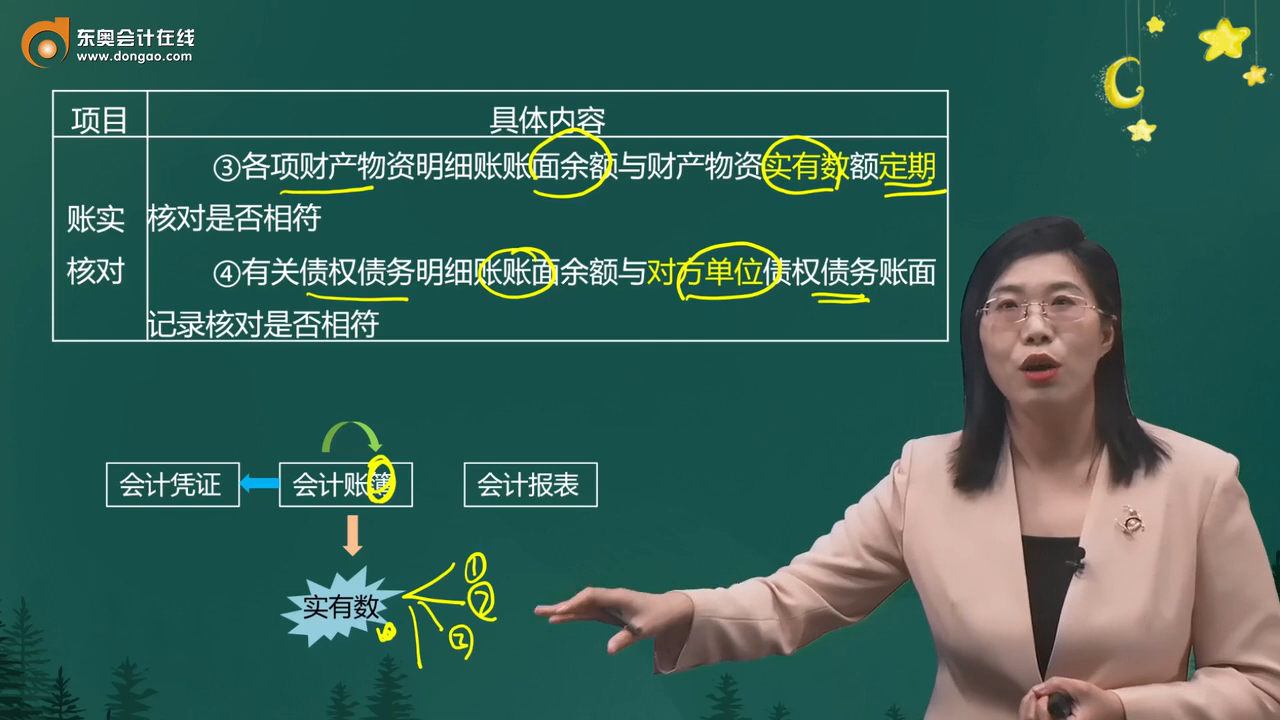 东奥会计在线
www.dongao.com
项目
具体内容
账实
核对
③各项财产物资明细账账面余额与财产物资实有数额定期
核对是否相符
④有关债权债务明细账账面余额与对方单位债权债务账面
记录核对是否相符
会计凭证
会计账簿
会计报表
实有数
①
②
③